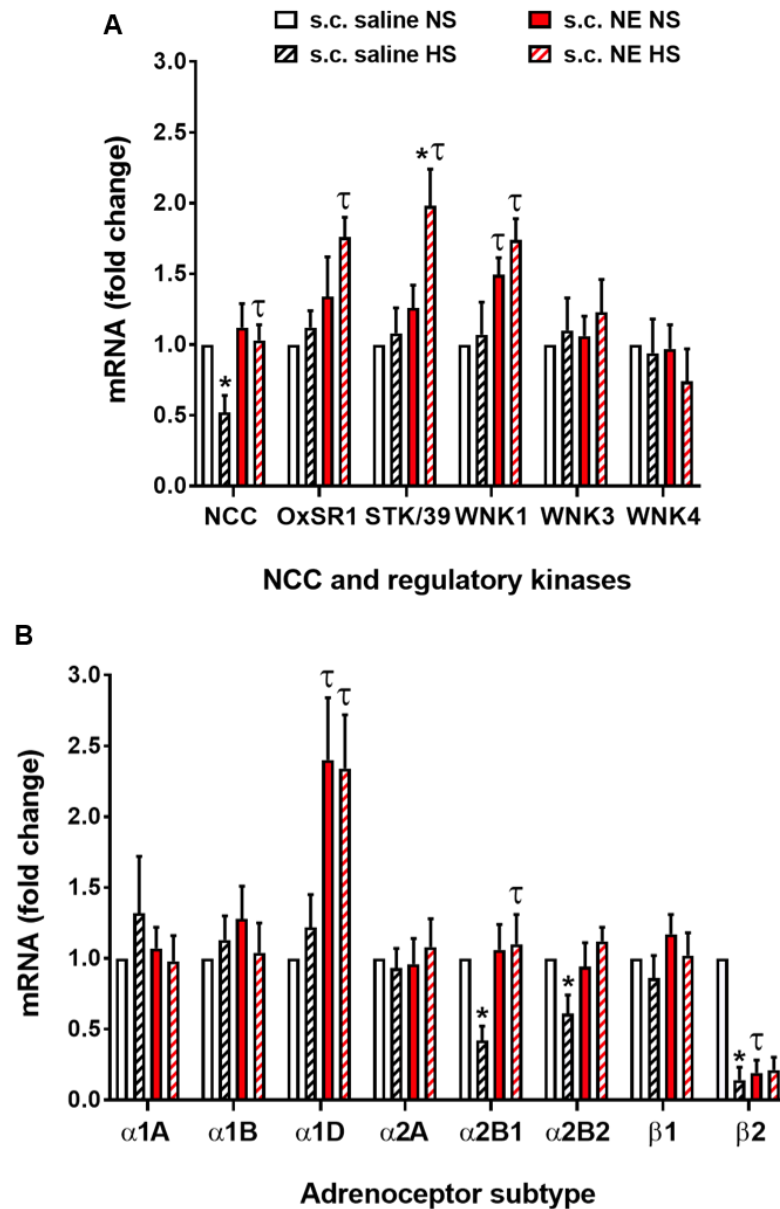 A
s.c. saline NS s.c. NE NS
s.c. saline HS s.c. NE HS
mRNA (fold change)
3.0
2.5
2.0
1.5
1.0
0.5
0.0
*
τ
τ
*τ
τ
τ
NCC OxSR1 STK/39 WNK1 WNK3 WNK4
NCC and regulatory kinases
B
mRNA (fold change)
3.0
2.5
2.0
1.5
1.0
0.5
0.0
τ τ
*
τ
*
* τ
α1A α1B α1D α2A α2B1 α2B2 β1 β2
Adrenoceptor subtype